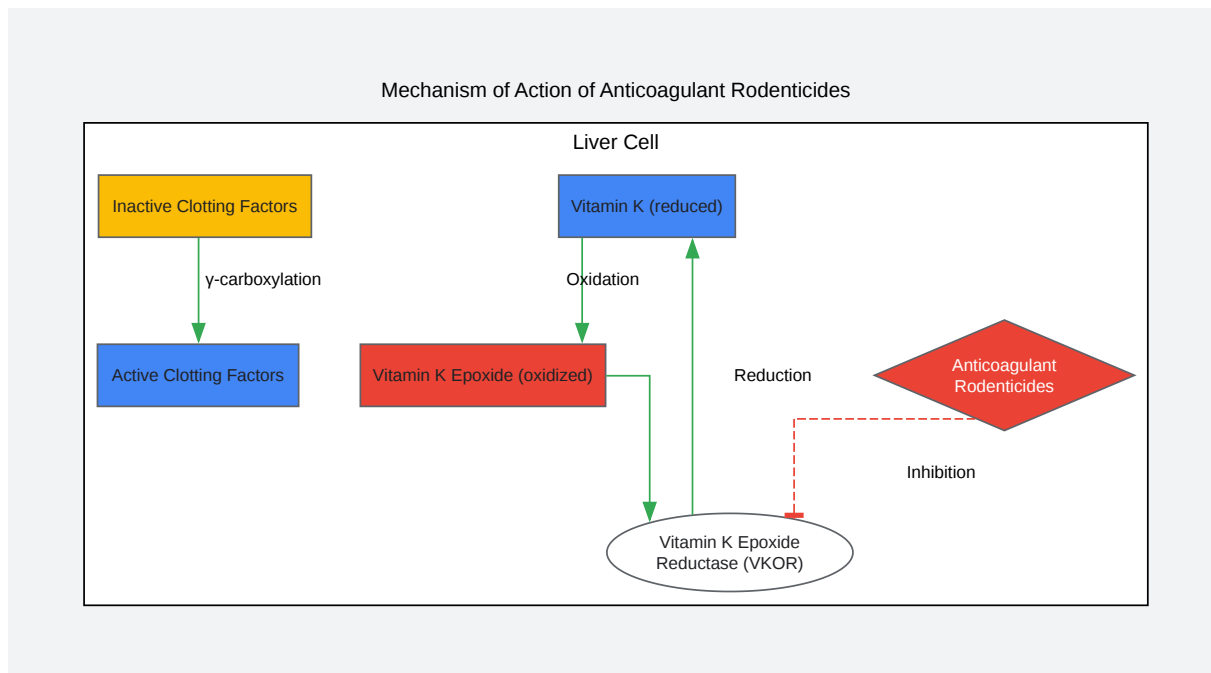 Mechanism of Action of Anticoagulant Rodenticides
Liver Cell
Inactive Clotting Factors
Vitamin K (reduced)
γ-carboxylation
Oxidation
Active Clotting Factors
Vitamin K Epoxide (oxidized)
Reduction
Anticoagulant
Rodenticides
Inhibition
Vitamin K Epoxide
Reductase (VKOR)